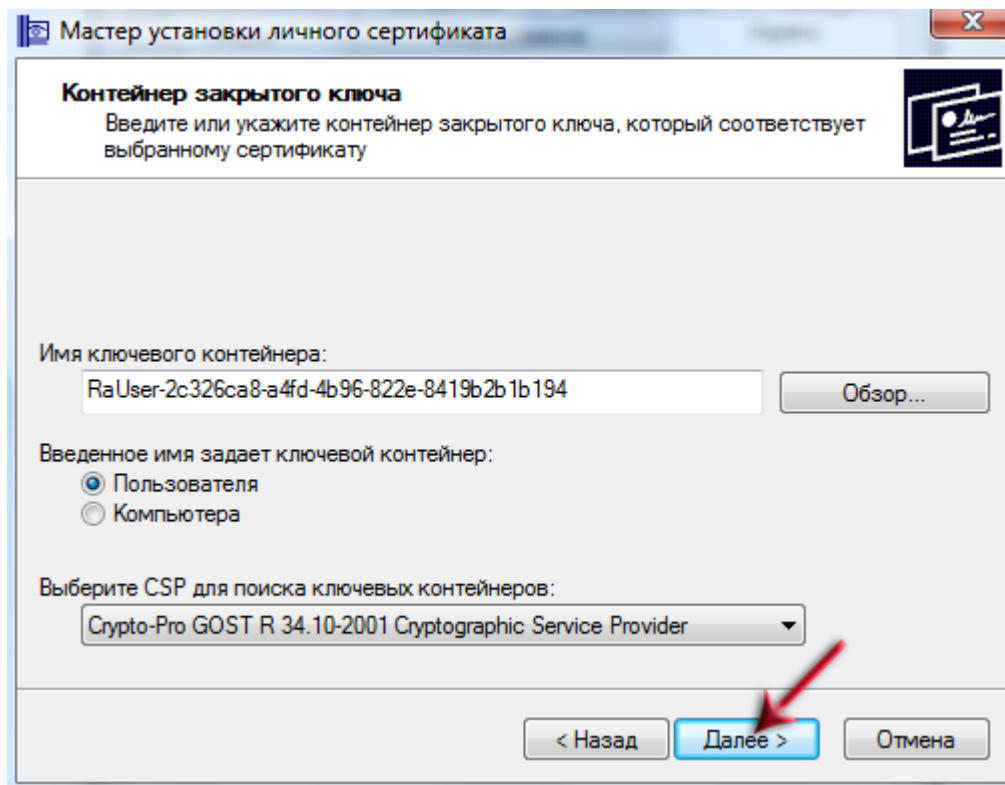 Мастер установки личного сертификата
Контейнер закрытого ключа
Введите или укажите контейнер закрытого ключа, который соответствует
выбранному сертификату
Имя ключевого контейнера:
RaUser-2c326ca8-a4fd-4b96-822e-8419b2b1b194
Обзор...
Введенное имя задает ключевой контейнер:
Пользователя
Компьютера
Выберите CSP для поиска ключевых контейнеров:
Crypto-Pro GOST R 34.10-2001 Cryptographic Service Provider
< Назад
Далее >
Отмена